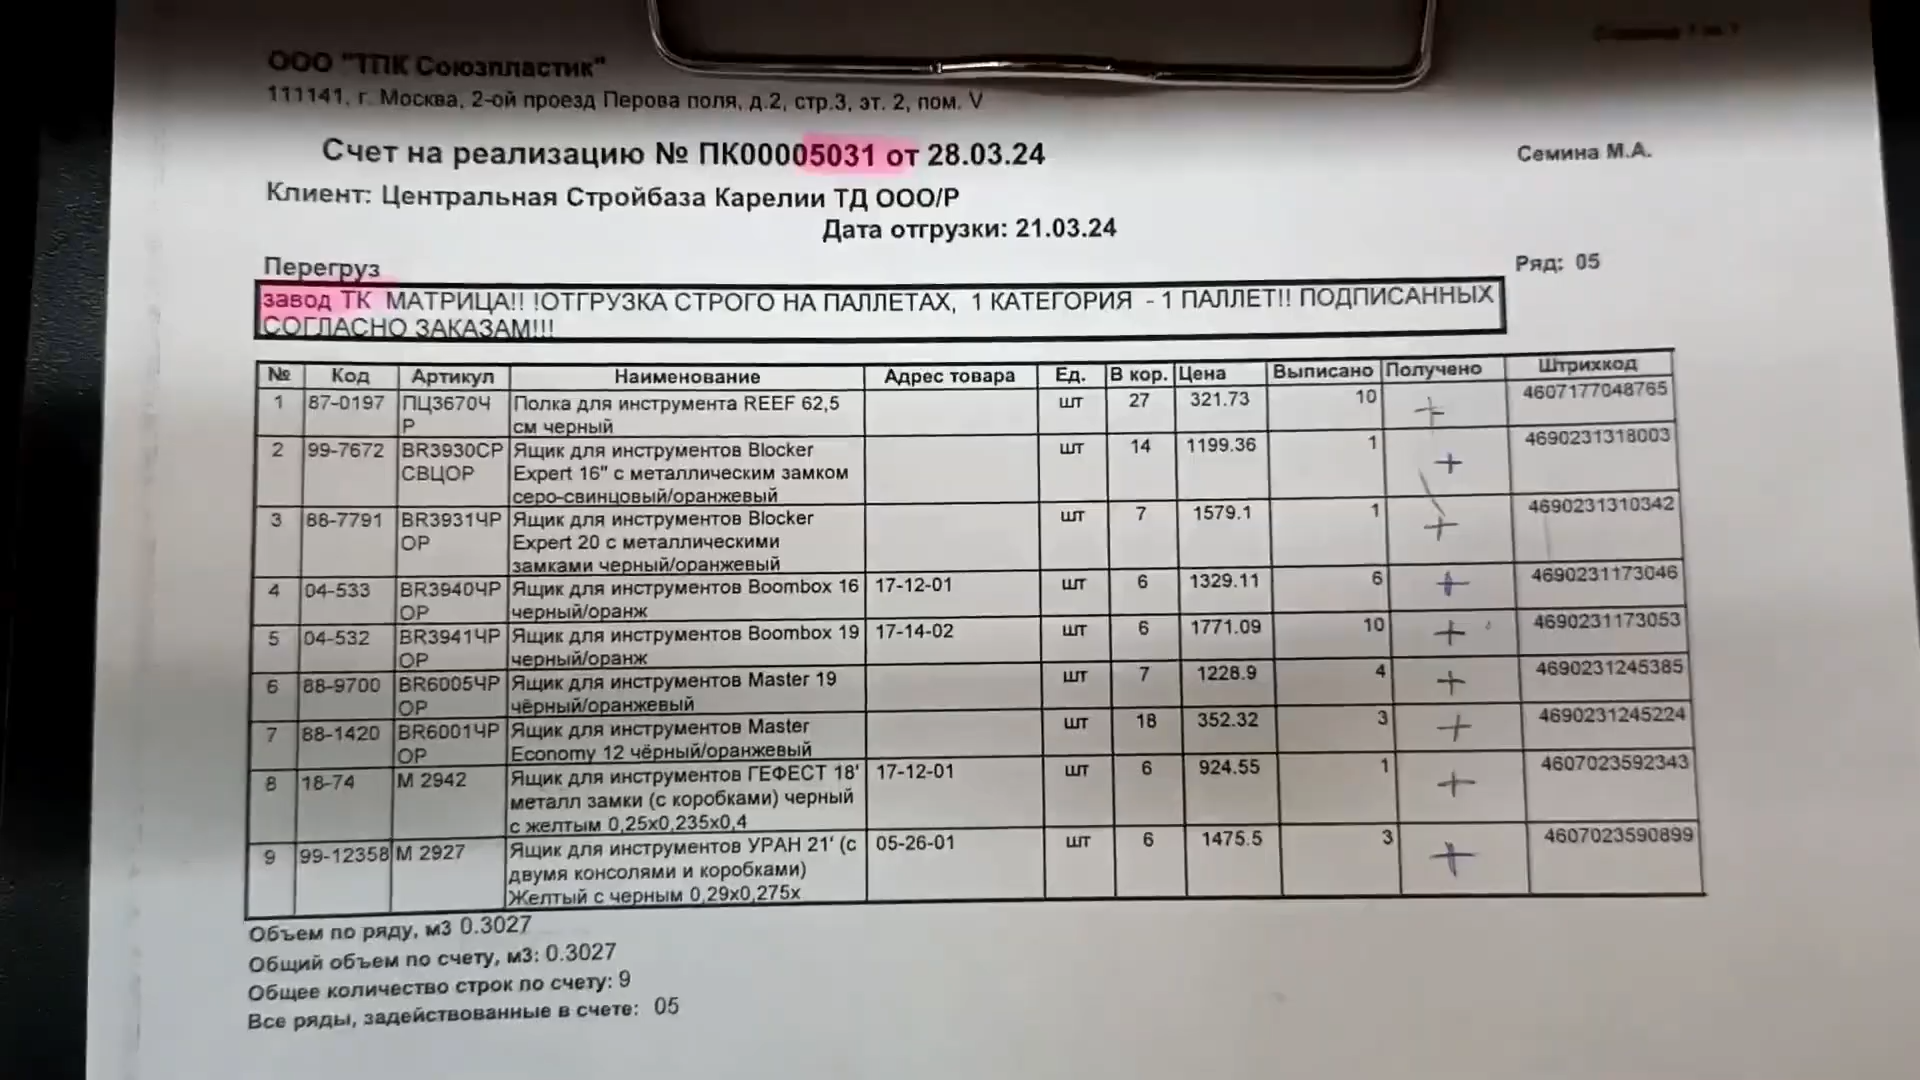 ООО "ТПК Союзпластик"
111141, г. Москва, 2-ой проезд Перова поля, д.2, стр.3, эт. 2, пом. V
Счет на реализацию № ПК00005031 от 28.03.24
Семина М.А.
Клиент: Центральная Стройбаза Карелии ТД ООО/Р
Дата отгрузки: 21.03.24
Перегруз
Ряд: 05
завод ТК МАТРИЦА!! !ОТГРУЗКА СТРОГО НА ПАЛЛЕТАХ, 1 КАТЕГОРИЯ - 1 ПАЛЛЕТ!! ПОДПИСАННЫХ
СОГЛАСНО ЗАКАЗАМ!!!
№ Код Артикул Наименование Адрес товара Ед. В кор. Цена Выписано Получено Штрихкод
1 87-0197 ПЦ3670Ч Полка для инструмента REEF 62,5 шт 27 321.73 10 + 4607177048765
Р см черный
2 99-7672 BR3930СР Ящик для инструментов Blocker шт 14 1199.36 1 + 4690231318003
СВЦОР Expert 16" с металлическим замком
серо-свинцовый/оранжевый
3 88-7791 BR3931ЧР Ящик для инструментов Blocker шт 7 1579.1 1 + 4690231310342
ОР Expert 20 с металлическими
замками черный/оранжевый
4 04-533 BR3940ЧР Ящик для инструментов Boombox 16 17-12-01 шт 6 1329.11 6 + 4690231173046
ОР черный/оранж
5 04-532 BR3941ЧР Ящик для инструментов Boombox 19 17-14-02 шт 6 1771.09 10 + 4690231173053
ОР черный/оранж
6 88-9700 BR6005ЧР Ящик для инструментов Master 19 шт 7 1228.9 4 + 4690231245385
ОР чёрный/оранжевый
7 88-1420 BR6001ЧР Ящик для инструментов Master шт 18 352.32 3 + 4690231245224
ОР Economy 12 чёрный/оранжевый
8 18-74 М 2942 Ящик для инструментов ГЕФЕСТ 18' 17-12-01 шт 6 924.55 1 + 4607023592343
металл замки (с коробками) черный
с желтым 0,25х0,235х0,4
9 99-12358 М 2927 Ящик для инструментов УРАН 21' (с 05-26-01 шт 6 1475.5 3 + 4607023590899
двумя консолями и коробками)
Желтый с черным 0,29х0,275х
Объем по ряду, м3 0.3027
Общий объем по счету, м3: 0.3027
Общее количество строк по счету: 9
Все ряды, задействованные в счете: 05